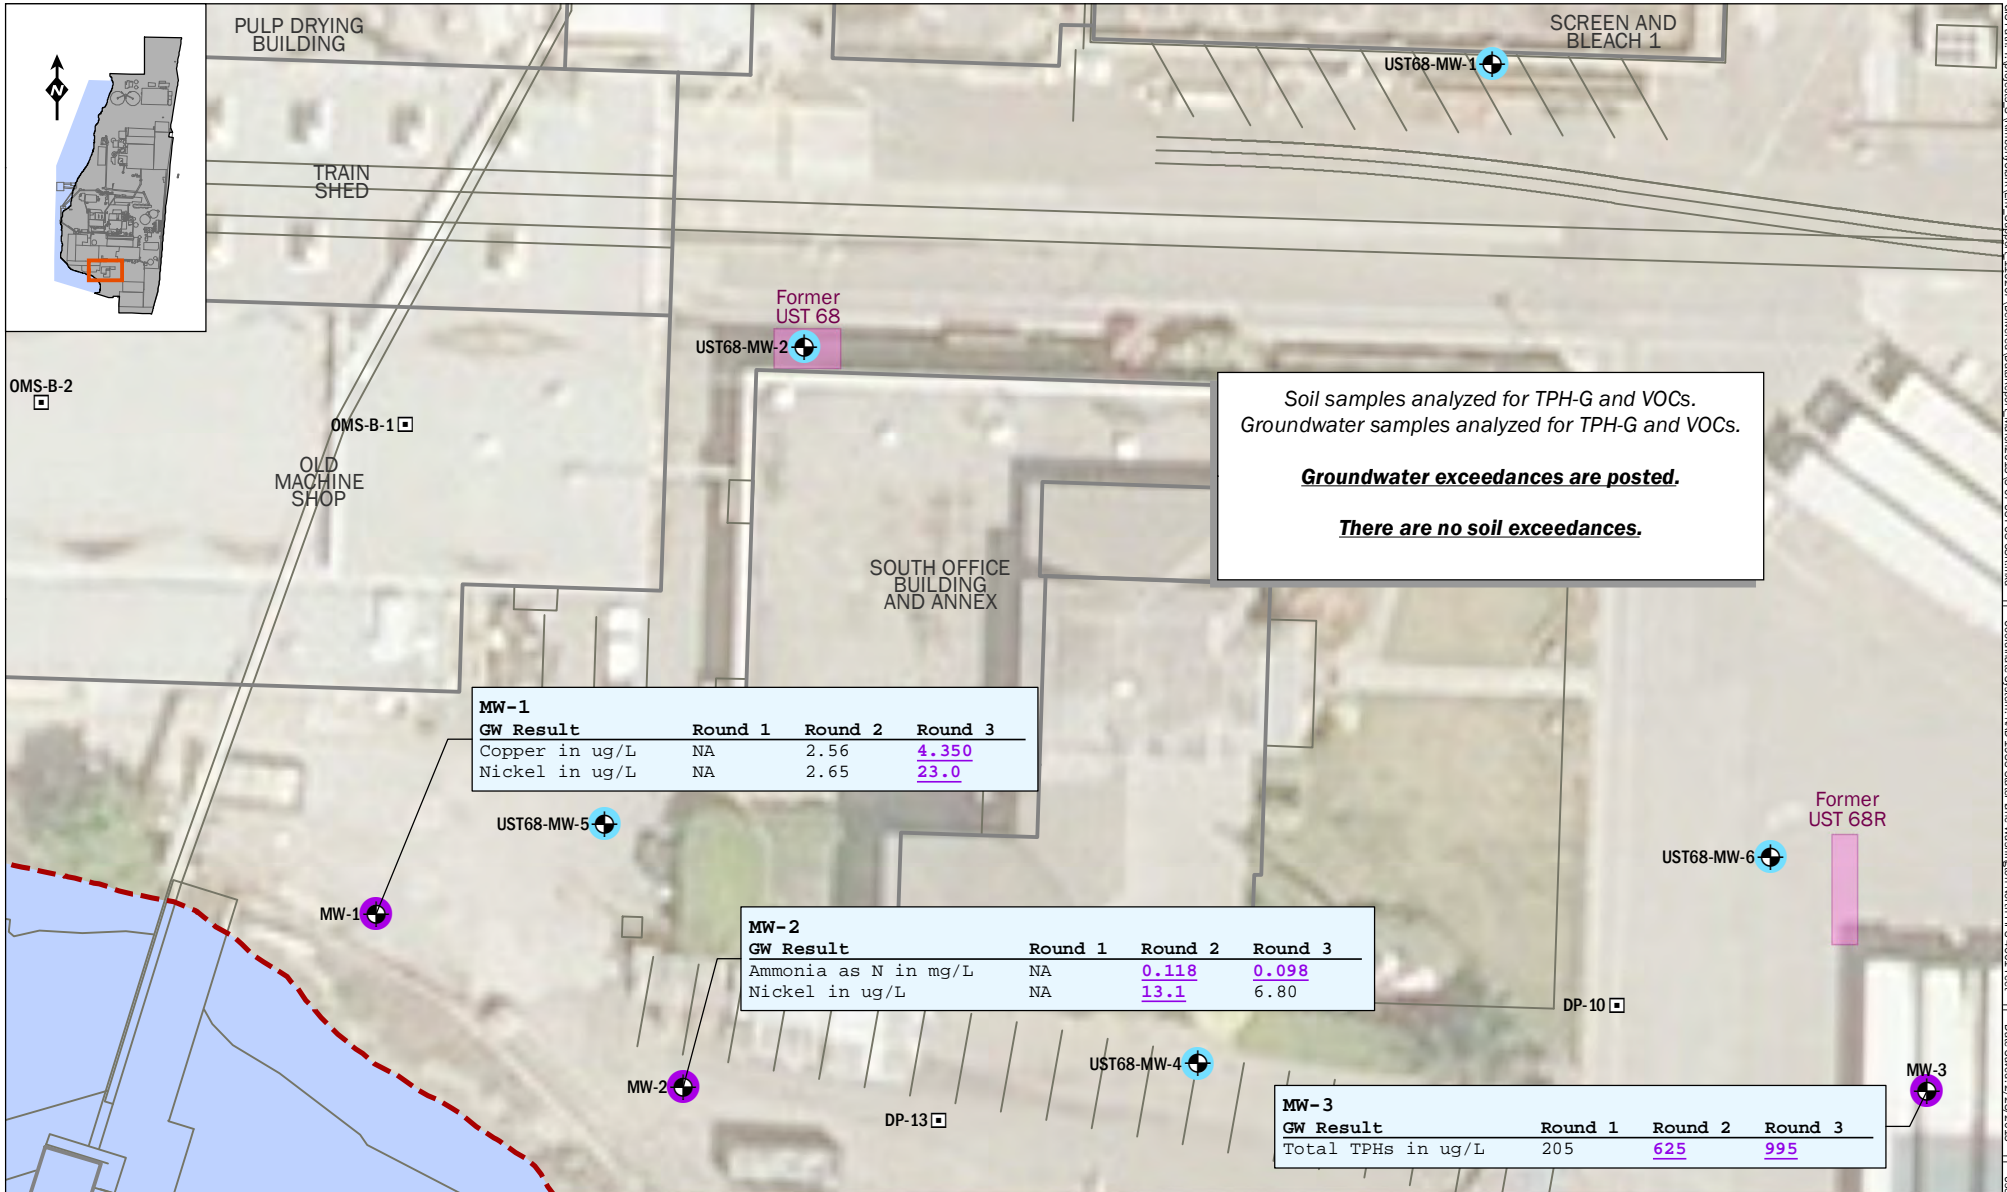 PULP DRYING
BUILDING
SCREEN AND
BLEACH 1
UST68-MW-1
N
TRAIN
SHED
Former
UST 68
UST68-MW-2
OMS-B-2
OMS-B-1
OLD
MACHINE
SHOP
Soil samples analyzed for TPH-G and VOCs.
Groundwater samples analyzed for TPH-G and VOCs.
Groundwater exceedances are posted.
There are no soil exceedances.
SOUTH OFFICE
BUILDING
AND ANNEX
MW-1
GW Result Round 1 Round 2 Round 3
Copper in ug/L NA 2.56 4.350
Nickel in ug/L NA 2.65 23.0
UST68-MW-5
Former
UST 68R
UST68-MW-6
MW-1
MW-2
GW Result Round 1 Round 2 Round 3
Ammonia as N in mg/L NA 0.118 0.098
Nickel in ug/L NA 13.1 6.80
DP-10
UST68-MW-4
MW-2
DP-13
MW-3
MW-3
GW Result Round 1 Round 2 Round 3
Total TPHs in ug/L 205 625 995